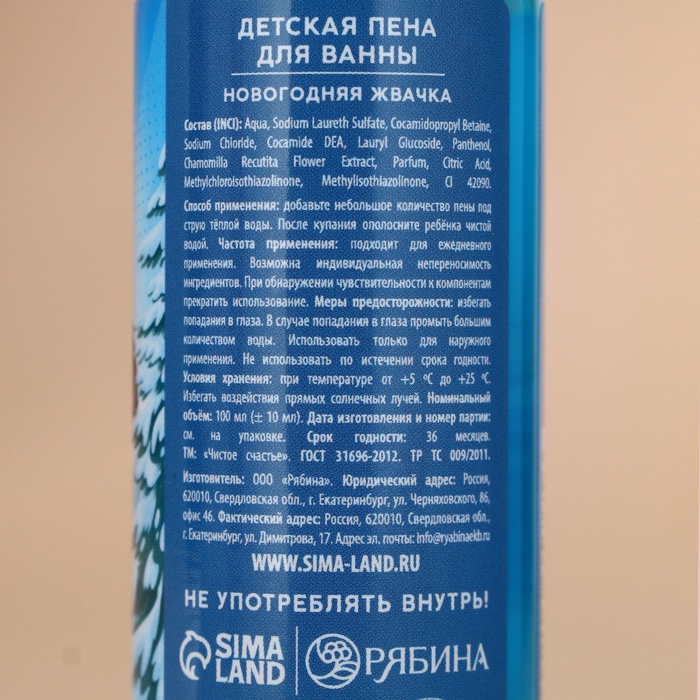 ДЕТСКАЯ ПЕНА
ДЛЯ ВАННЫ
НОВОГОДНЯЯ ЖВАЧКА
Состав (INCI): Aqua, Sodium Laureth Sulfate, Cocamidopropyl Betaine,
Sodium Chloride, Cocamide DEA, Lauryl Glucoside, Panthenol,
Chamomilla Recutita Flower Extract, Parfum, Citric Acid,
Methylchloroisothiazolinone, Methylisothiazolinone, CI 42090.
Способ применения: добавьте небольшое количество пены под
струю тёплой воды. После купания ополосните ребёнка чистой
водой. Частота применения: подходит для ежедневного
применения. Возможна индивидуальная непереносимость
ингредиентов. При обнаружении чувствительности к компонентам
прекратить использование. Меры предосторожности: избегать
попадания в глаза. В случае попадания в глаза промыть большим
количеством воды. Использовать только для наружного
применения. Не использовать по истечении срока годности.
Условия хранения: при температуре от +5 ºC до +25 ºC.
Избегать воздействия прямых солнечных лучей. Номинальный
объём: 100 мл (± 10 мл). Дата изготовления и номер партии:
см. на упаковке. Срок годности: 36 месяцев.
ТМ: «Чистое счастье». ГОСТ 31696-2012. ТР ТС 009/2011.
Изготовитель: ООО «Рябина». Юридический адрес: Россия,
620010, Свердловская обл., г. Екатеринбург, ул. Черняховского, 86,
офис 46. Фактический адрес: Россия, 620010, Свердловская обл.,
г. Екатеринбург, ул. Димитрова, 17. Адрес эл. почты: info@ryabinaekb.ru
WWW.SIMA-LAND.RU
НЕ УПОТРЕБЛЯТЬ ВНУТРЬ!
SIMA
LAND
РЯБИНА